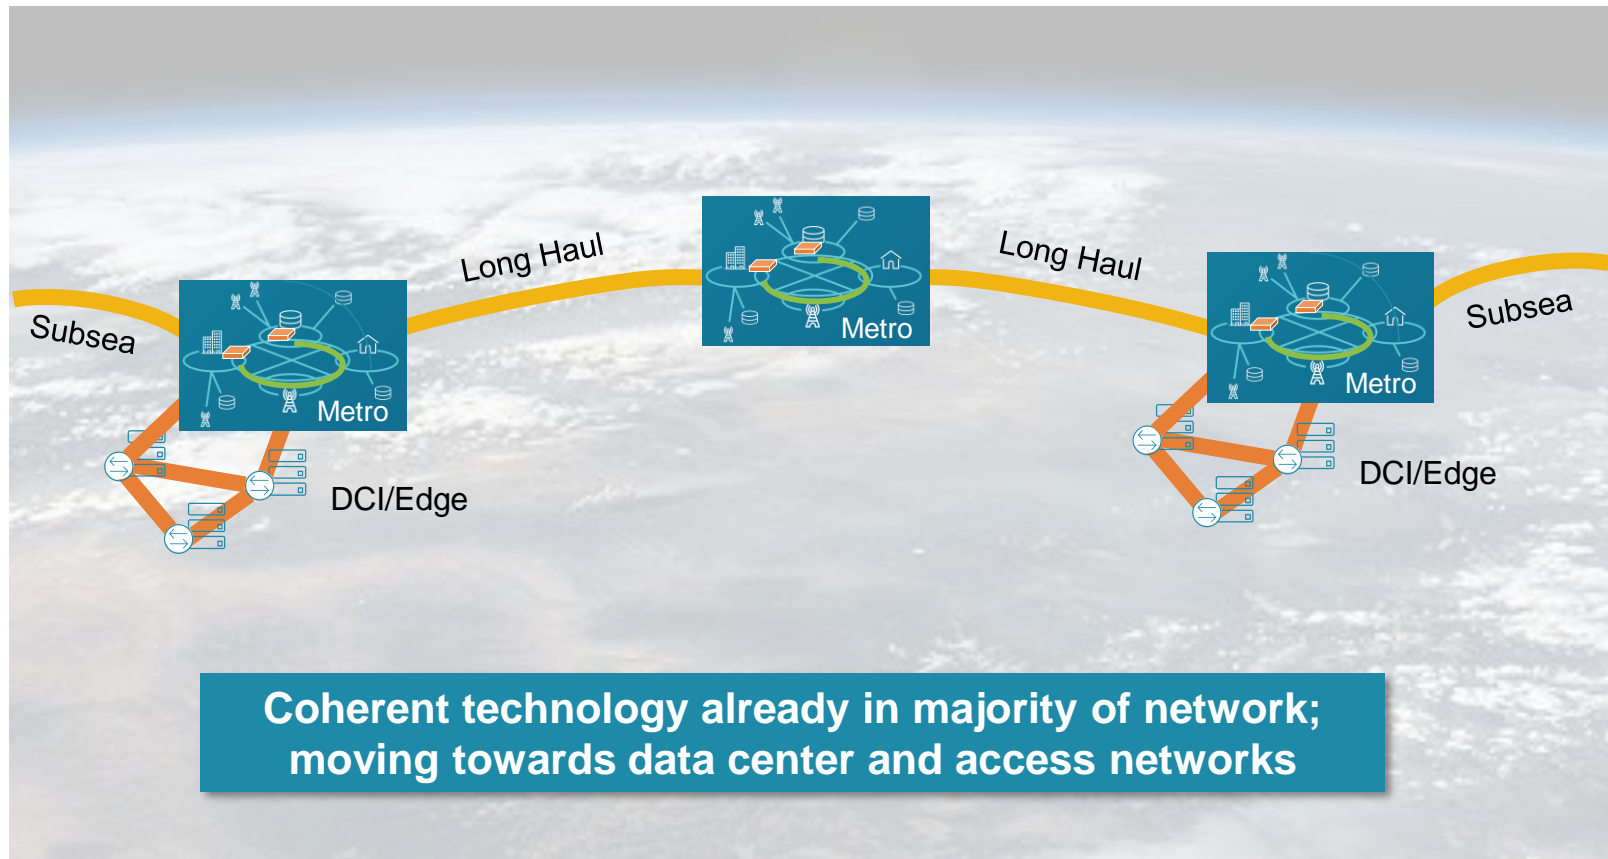 Long Haul
Long Haul
Subsea
Metro
Metro
Metro
Subsea
DCI/Edge
DCI/Edge
Coherent technology already in majority of network;
moving towards data center and access networks